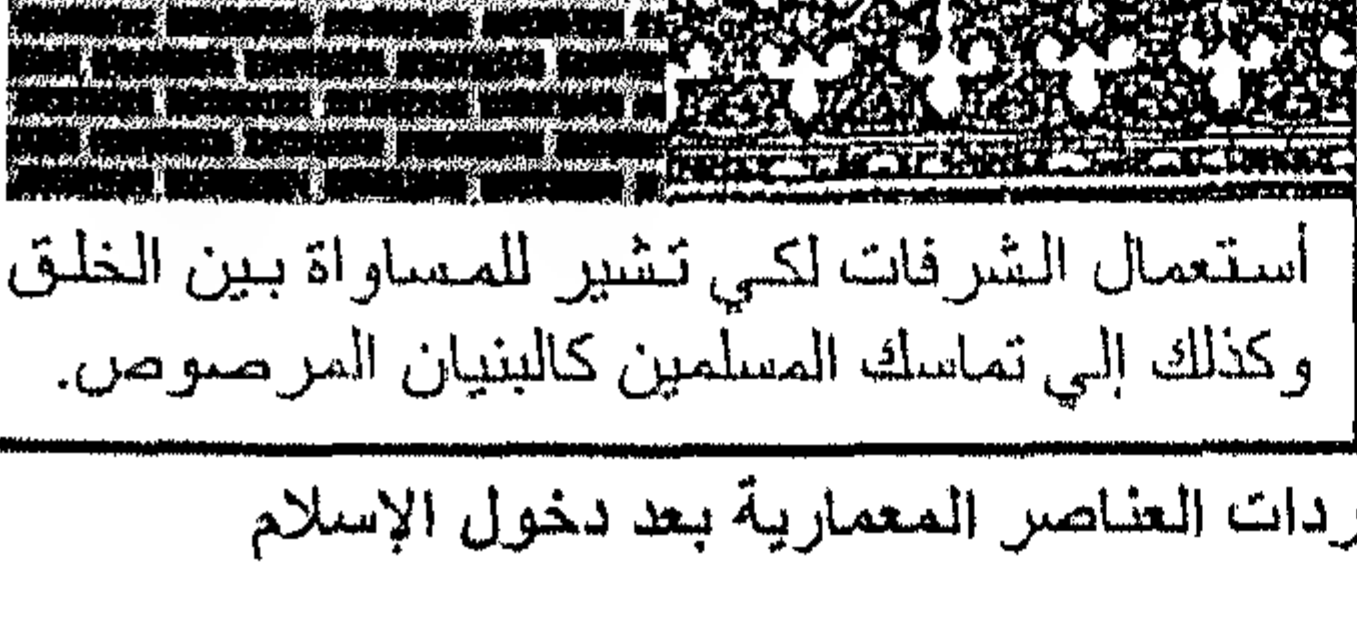 أستعمال الشرفات لكي تشير للمساواة بين الخلق
وكذلك إلي تماسك المسلمين كالبنيان المرصوص.
العناصر المعمارية بعد دخول الإسلام